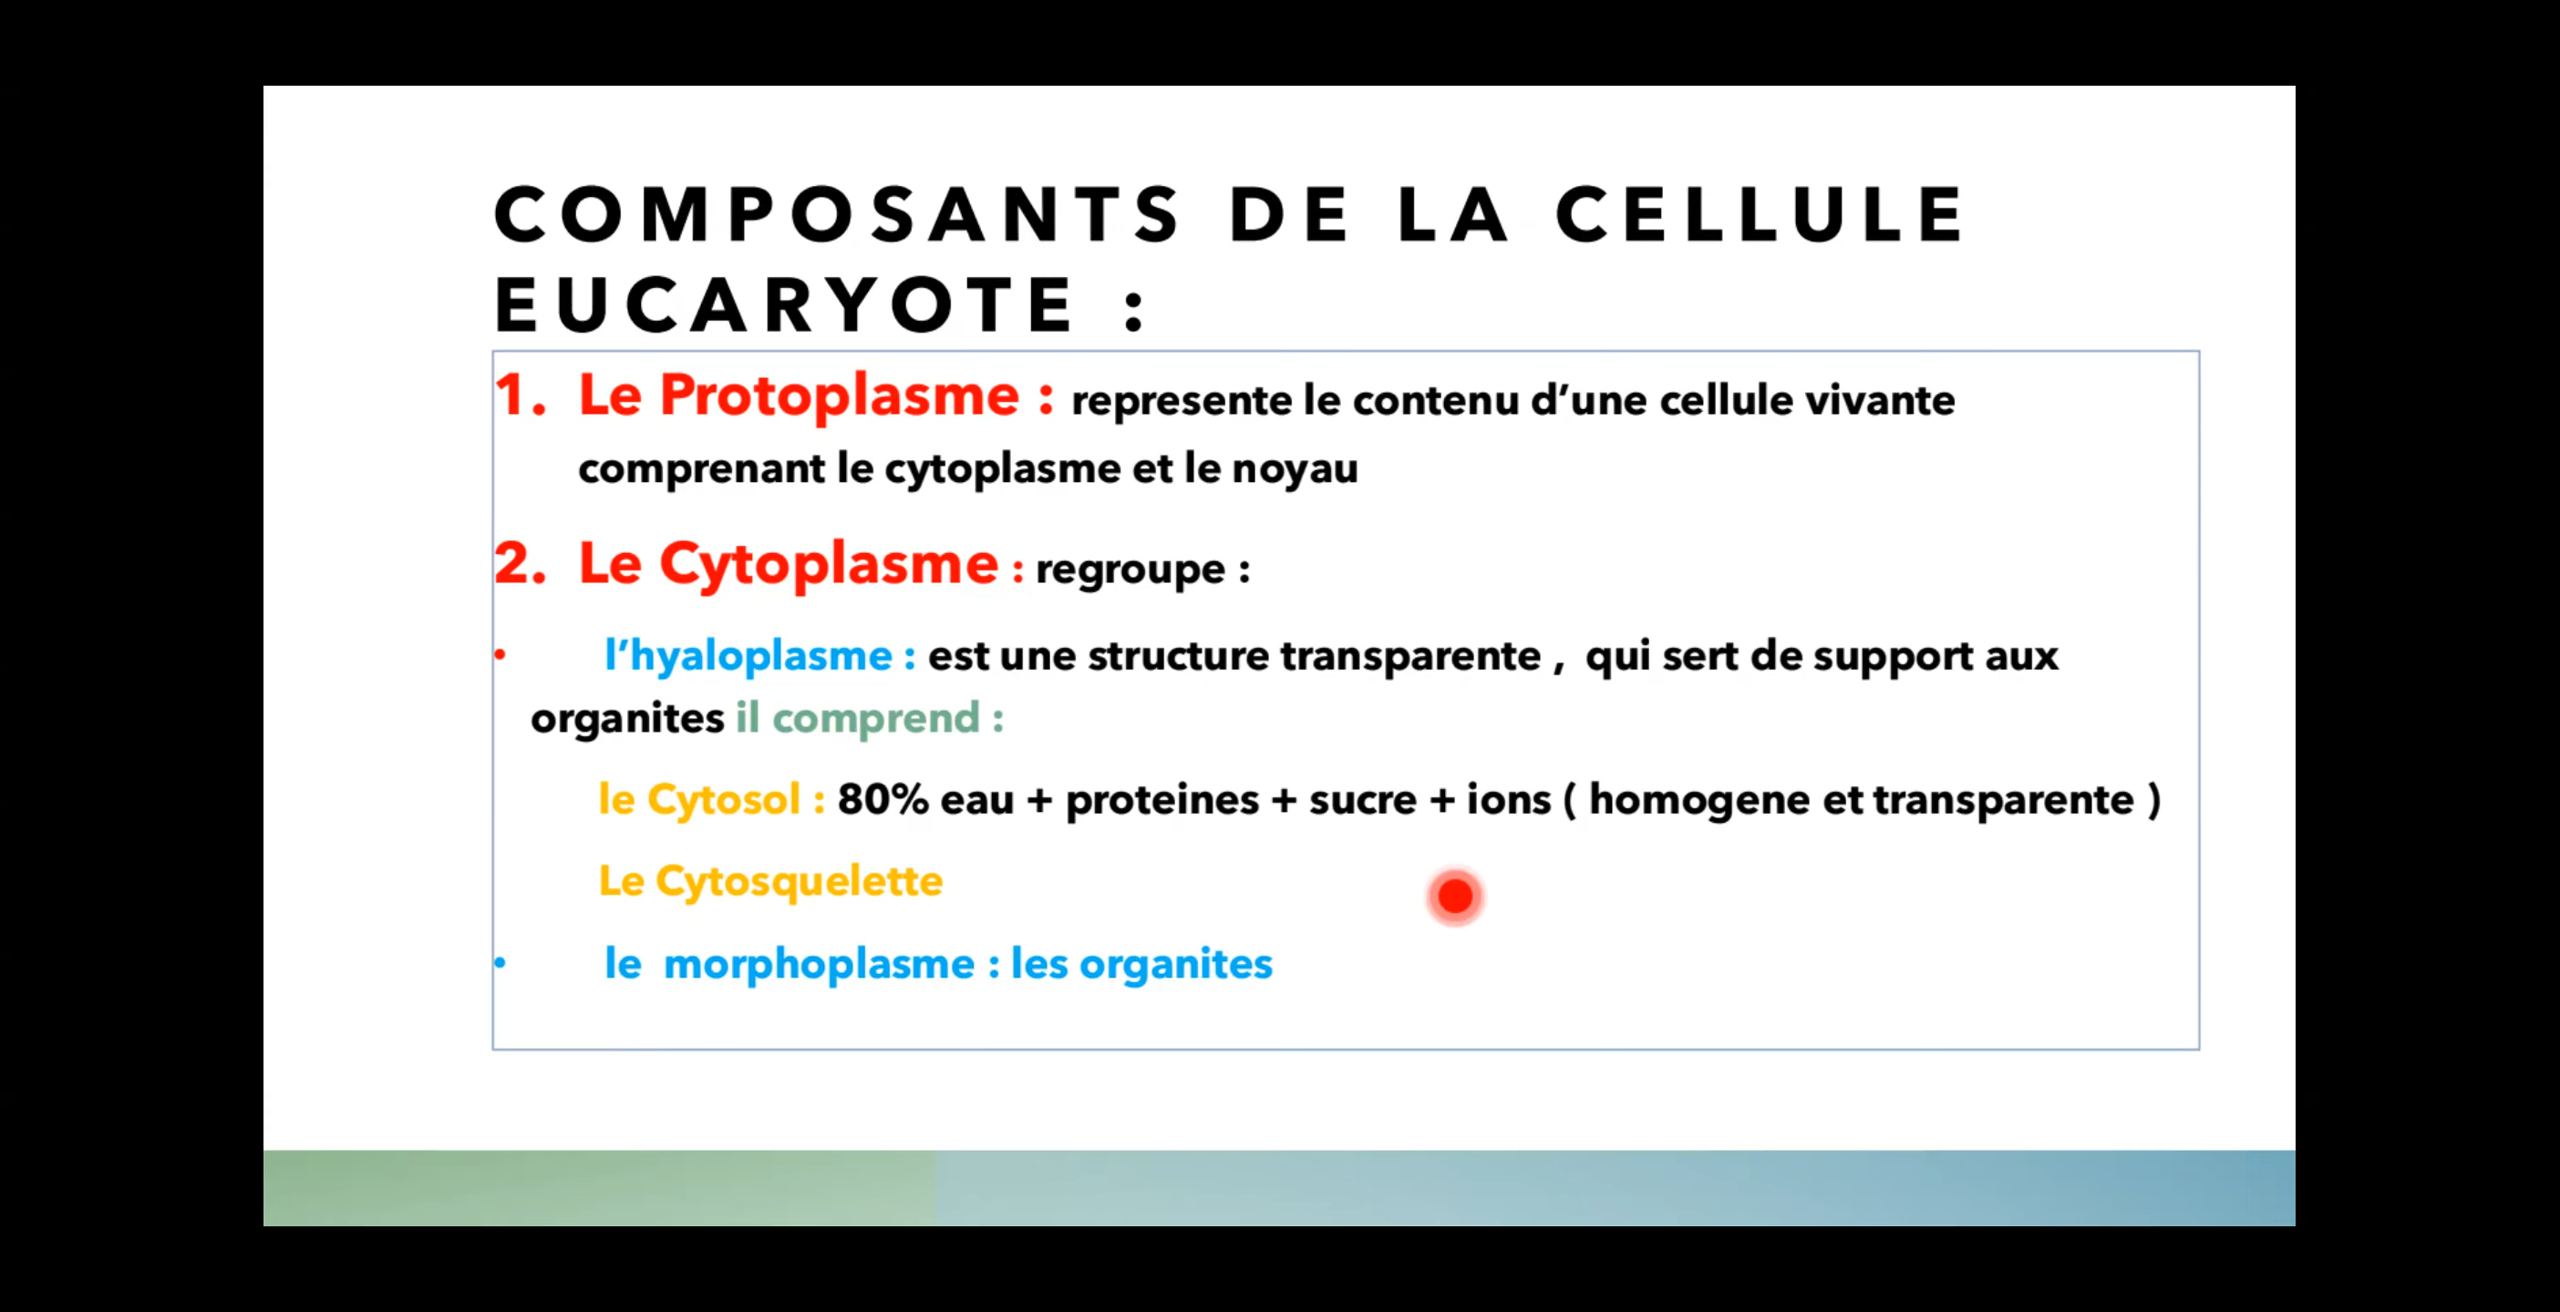 COMPOSANTS DE LA CELLULE
EUCARYOTE :
1. Le Protoplasme : represente le contenu d’une cellule vivante
comprenant le cytoplasme et le noyau
2. Le Cytoplasme : regroupe :
• l’hyaloplasme : est une structure transparente , qui sert de support aux
organites il comprend :
le Cytosol : 80% eau + proteines + sucre + ions ( homogene et transparente )
Le Cytosquelette
• le morphoplasme : les organites